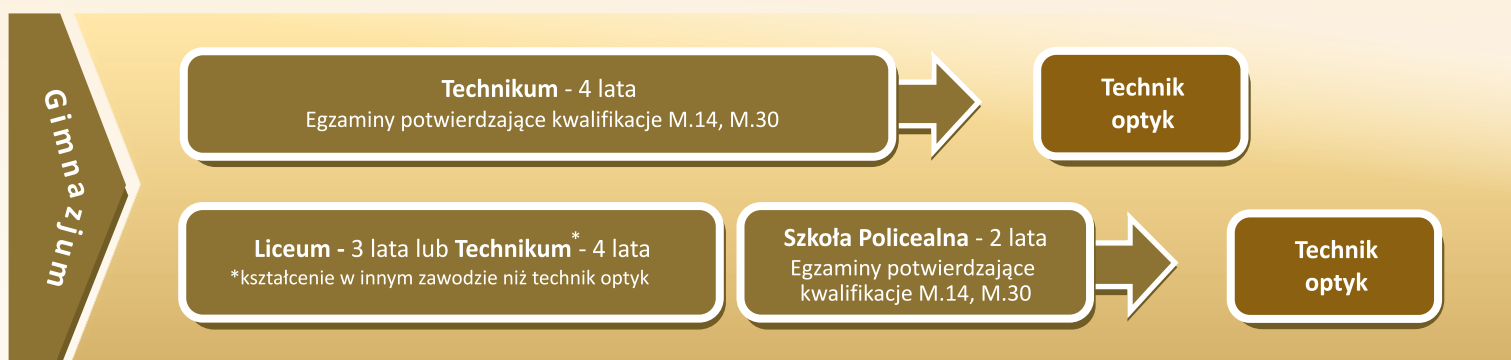 Gimnazjum
Technikum - 4 lata
Egzaminy potwierdzające kwalifikacje M.14, M.30
Technik
optyk
Liceum - 3 lata lub Technikum*- 4 lata
*kształcenie w innym zawodzie niż technik optyk
Szkoła Policealna - 2 lata
Egzaminy potwierdzające
kwalifikacje M.14, M.30
Technik
optyk